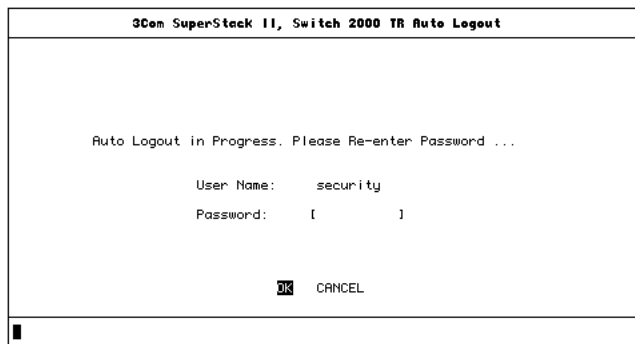 3Com SuperStack II, Switch 2000 TR Auto Logout
Auto Logout in Progress. Please Re-enter Password ...
User Name: security
Password: [ ]
OK CANCEL